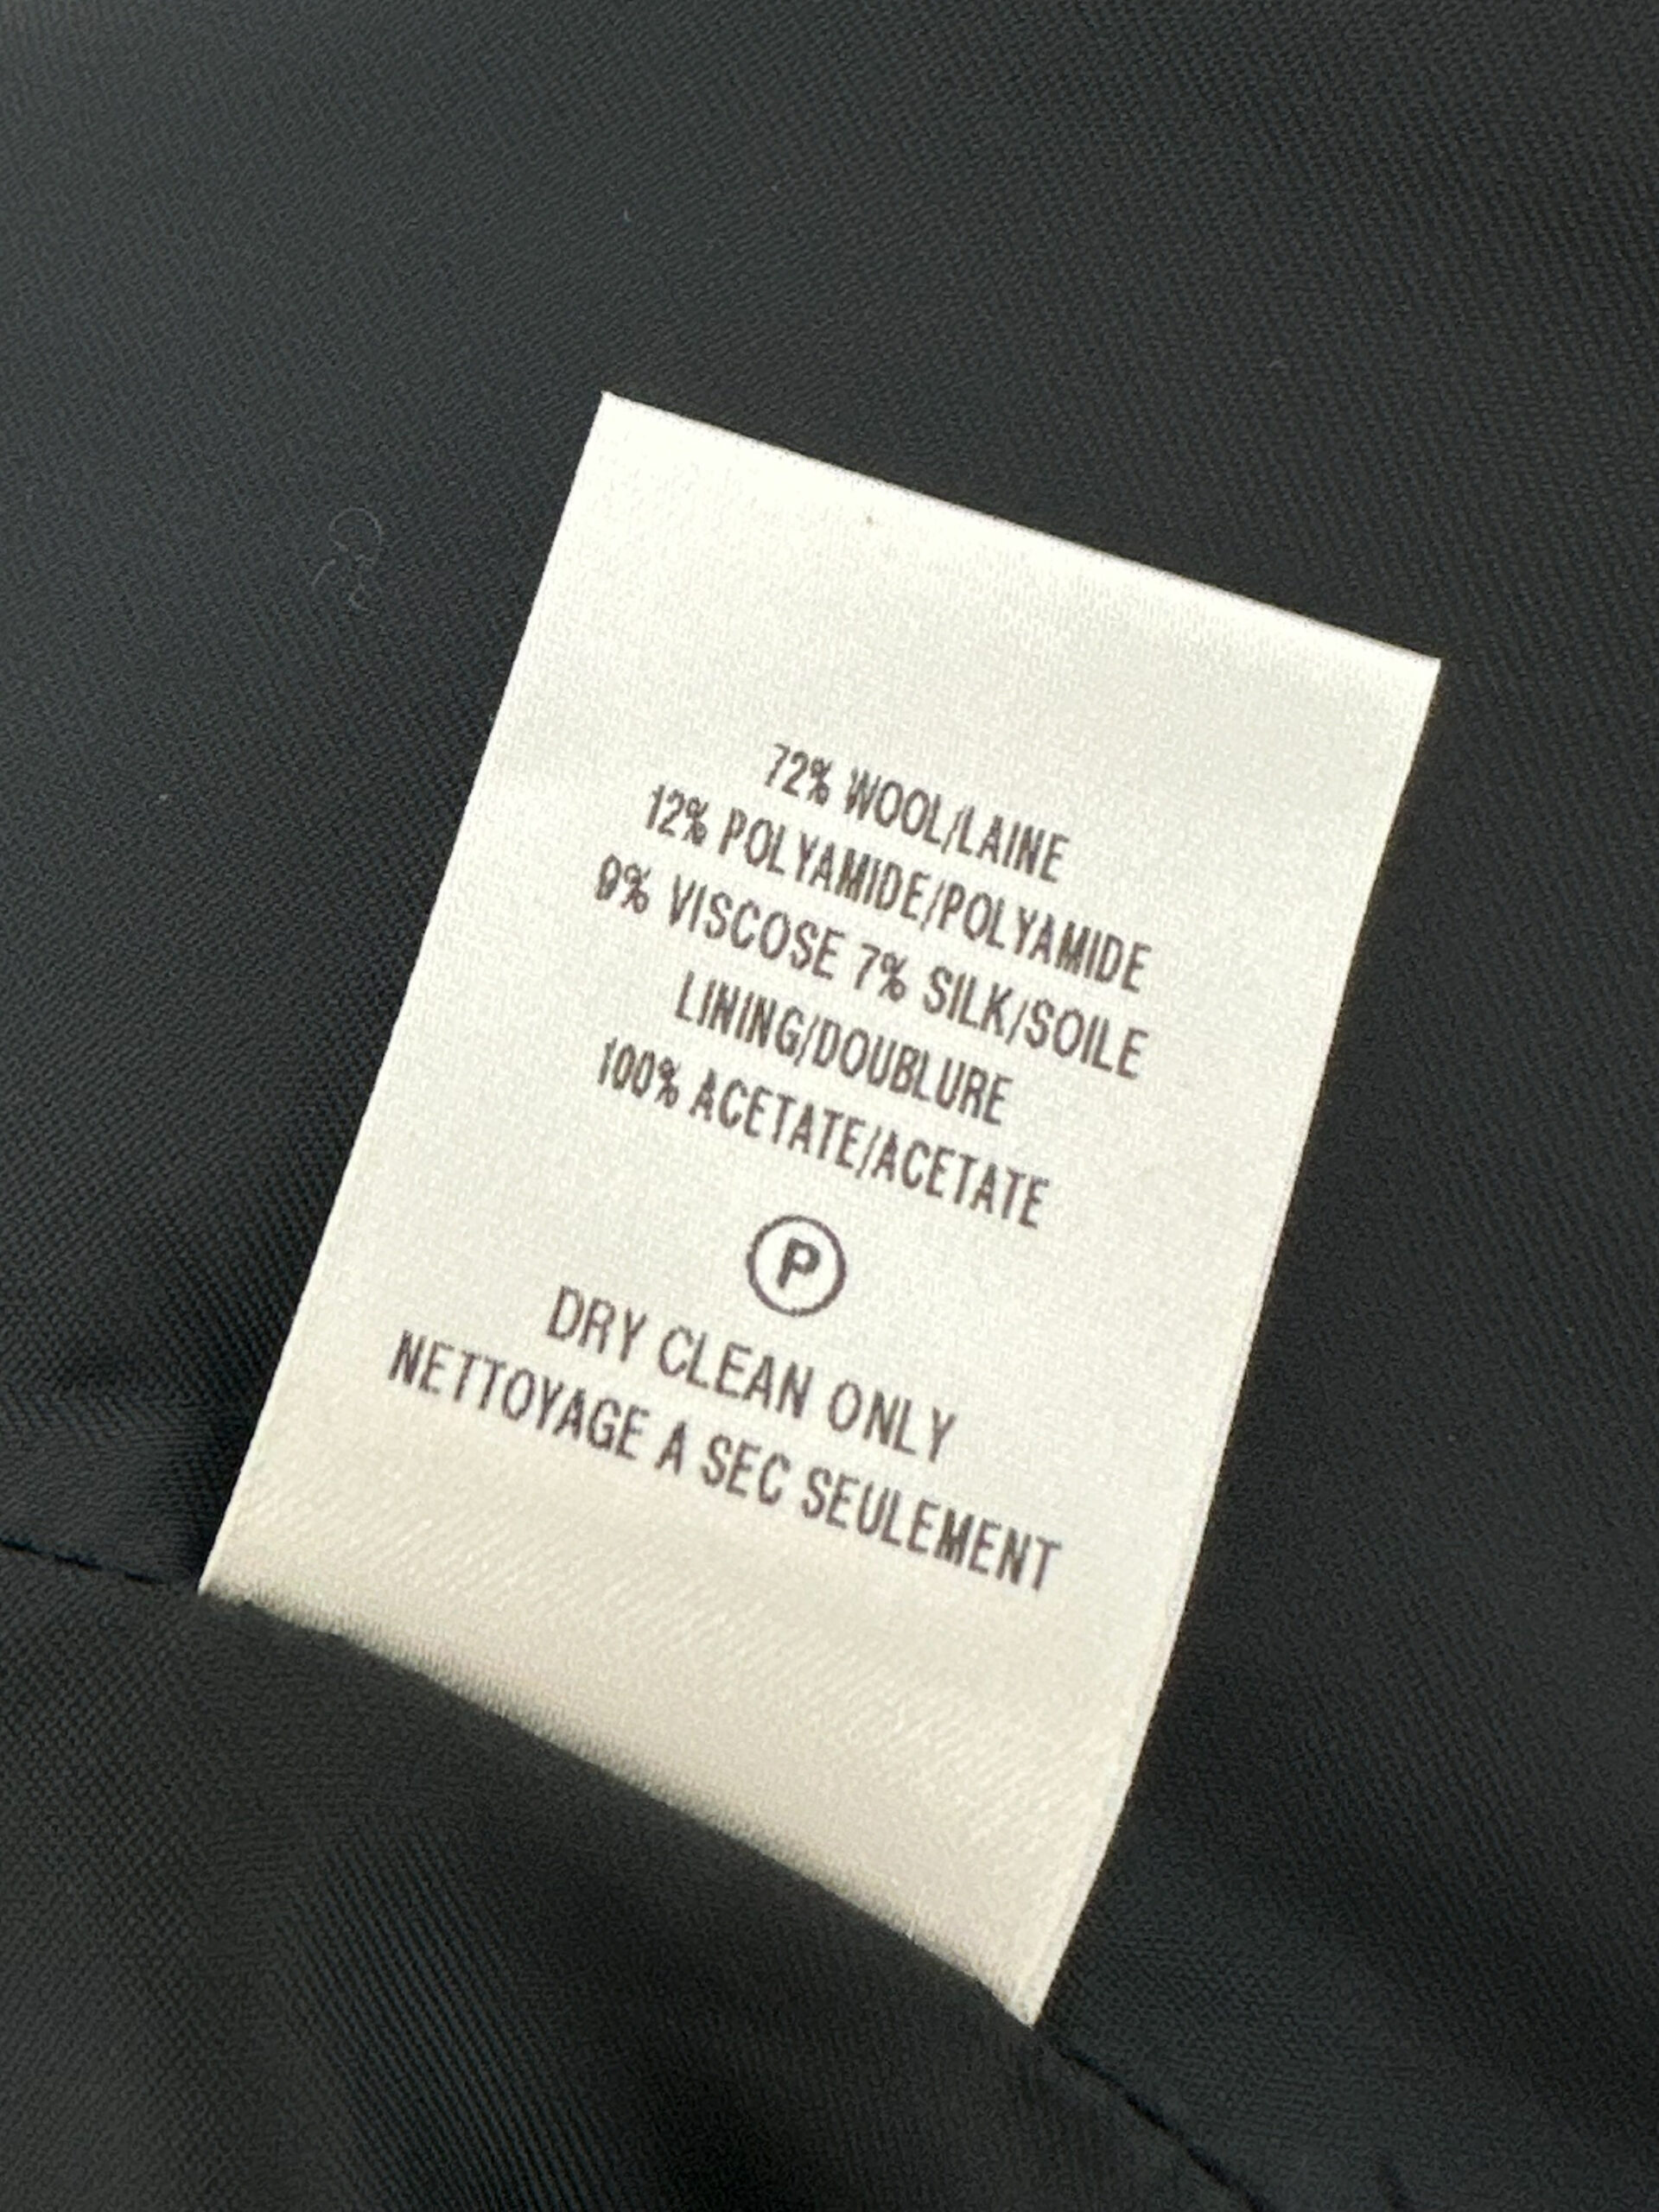 72% WOOL/LAINE
12% POLYAMIDE/POLYAMIDE
9% VISCOSE 7% SILK/SOILE
LINING/DOUBLURE
100% ACETATE/ACETATE
P
DRY CLEAN ONLY
NETTOYAGE A SEC SEULEMENT